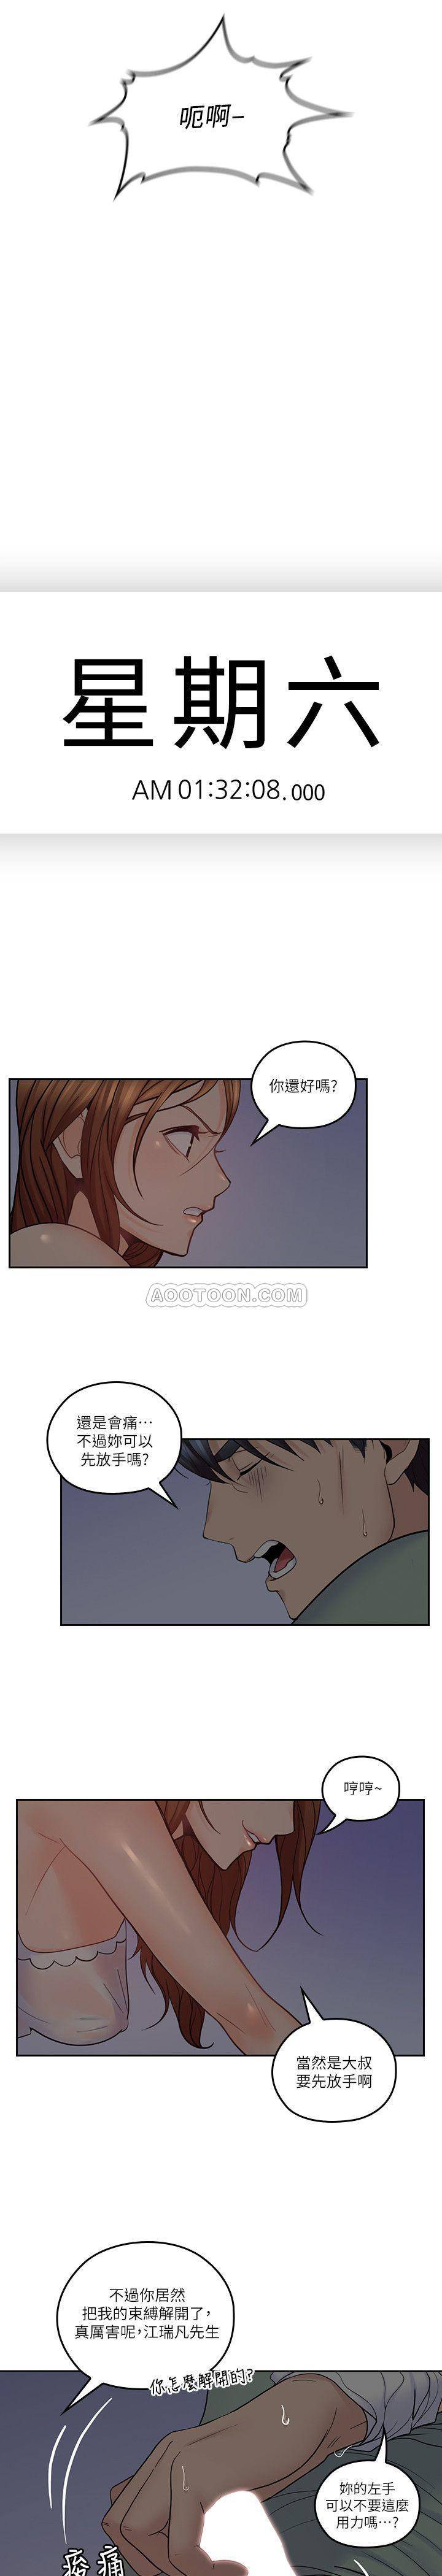 呃啊~
星期六
AM 01:32:08.000
你還好嗎?
AOOTOON.COM
還是會痛…
不過妳可以
先放手嗎?
哼哼~
當然是大叔
要先放手啊
不過你居然
把我的束縛解開了,
真厲害呢,江瑞凡先生
你怎麼解開的?
妳的左手
可以不要這麼
用力嗎…?
痠痛